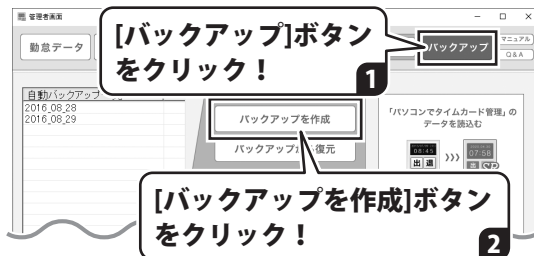 管理者画面
勤怠データ
[バックアップ]ボタン
をクリック！
1
バックアップ
マニュアル
Q&A
自動バックアップ
2016_08_28
2016_08_29
バックアップを作成
「パソコンでタイムカード管理」の
データを読込む
バックアップ
復元
08:45
出 退
>>>
07:58
[バックアップを作成]ボタン
をクリック！
2